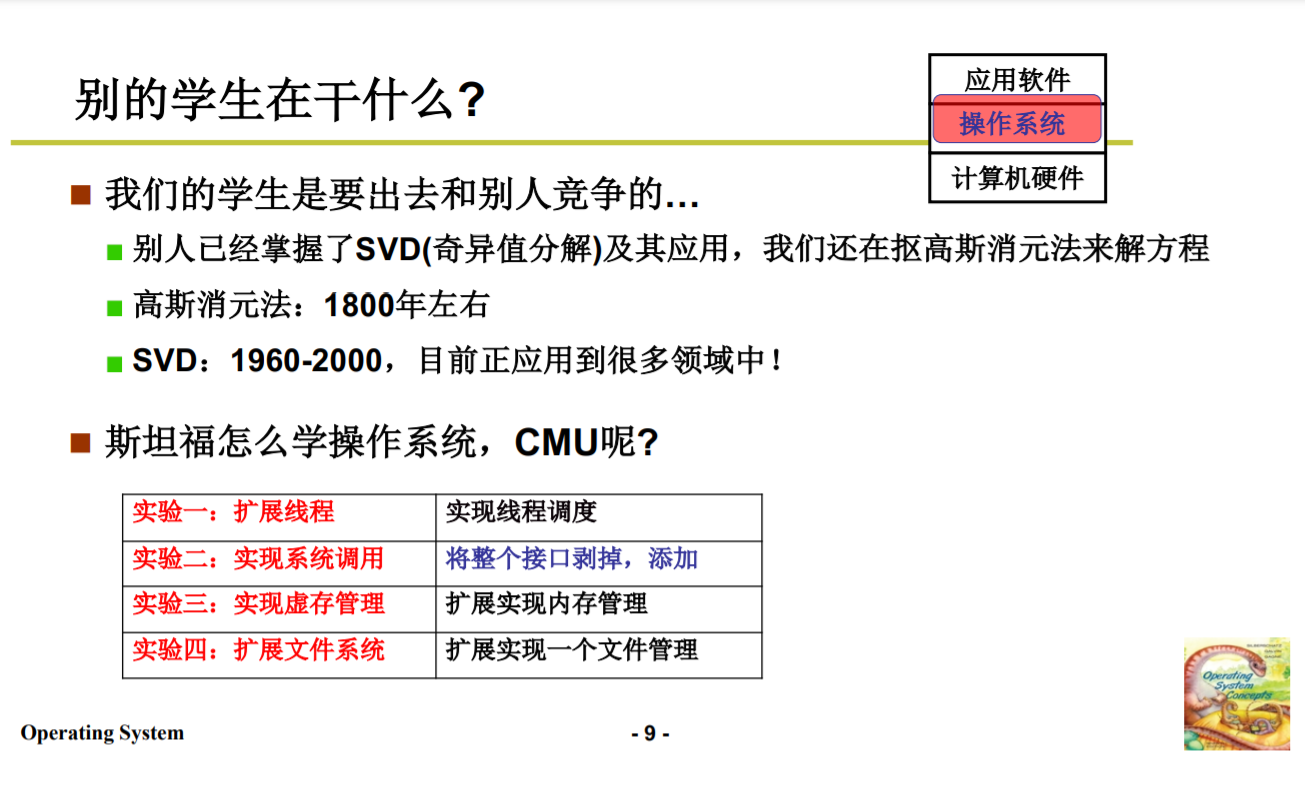 别的学生在干什么?
应用软件
操作系统
计算机硬件
我们的学生是要出去和别人竞争的…
别人已经掌握了SVD(奇异值分解)及其应用，我们还在抠高斯消元法来解方程
高斯消元法：1800年左右
SVD：1960-2000，目前正应用到很多领域中！
斯坦福怎么学操作系统，CMU呢?
实验一：扩展线程 实现线程调度
实验二：实现系统调用 将整个接口剥掉，添加
实验三：实现虚存管理 扩展实现内存管理
实验四：扩展文件系统 扩展实现一个文件管理
Operating
System
Concepts
Operating System
- 9 -